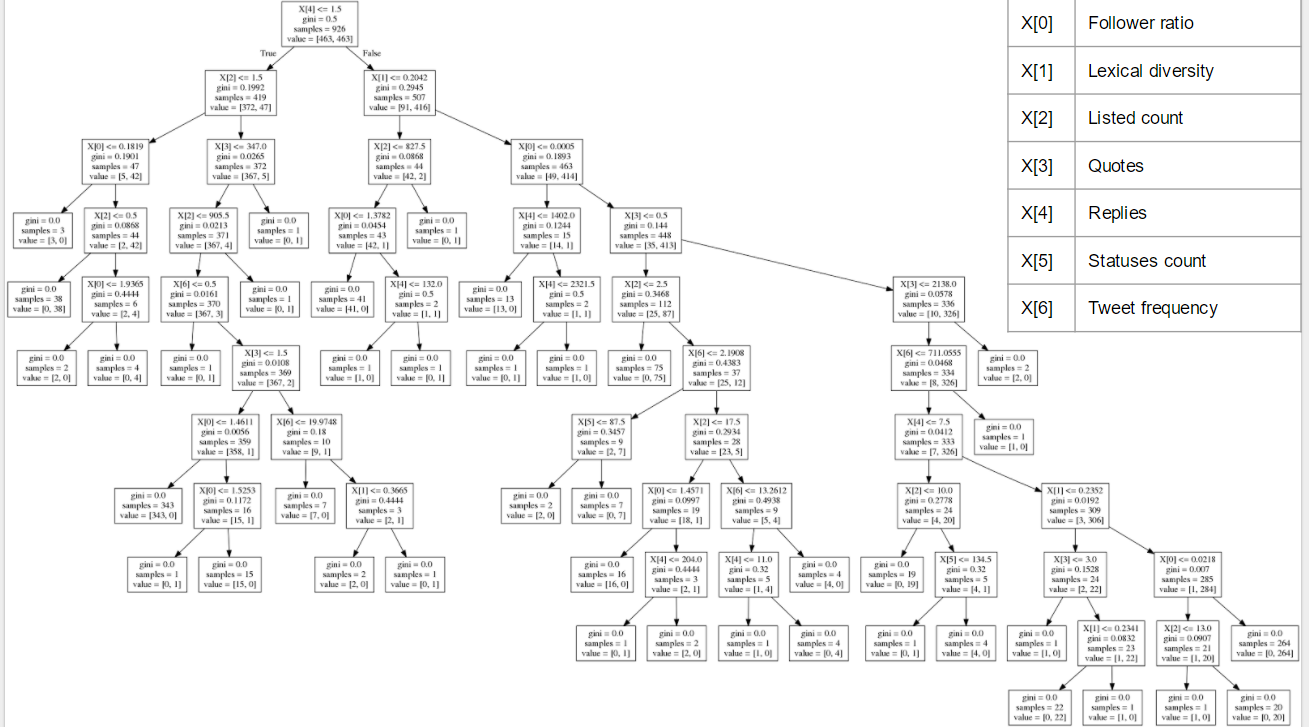 X[4] <= 1.5
gini = 0.5
samples = 926
value = [463, 463]
True
False
X[2] <= 1.5
gini = 0.1992
samples = 419
value = [372, 47]
X[1] <= 0.2042
gini = 0.2945
samples = 507
value = [91, 416]
X[0] <= 0.1819
gini = 0.1901
samples = 47
value = [5, 42]
X[3] <= 347.0
gini = 0.0265
samples = 372
value = [367, 5]
X[2] <= 827.5
gini = 0.0868
samples = 44
value = [42, 2]
X[0] <= 0.0005
gini = 0.1893
samples = 463
value = [49, 414]
gini = 0.0
samples = 3
value = [3, 0]
X[2] <= 0.5
gini = 0.0868
samples = 44
value = [2, 42]
X[2] <= 905.5
gini = 0.0213
samples = 371
value = [367, 4]
gini = 0.0
samples = 1
value = [0, 1]
X[0] <= 1.3782
gini = 0.0454
samples = 43
value = [42, 1]
gini = 0.0
samples = 1
value = [0, 1]
X[4] <= 1402.0
gini = 0.1244
samples = 15
value = [14, 1]
X[3] <= 0.5
gini = 0.144
samples = 448
value = [35, 413]
gini = 0.0
samples = 38
value = [0, 38]
X[0] <= 1.9365
gini = 0.4444
samples = 6
value = [2, 4]
X[6] <= 0.5
gini = 0.0161
samples = 370
value = [367, 3]
gini = 0.0
samples = 1
value = [0, 1]
gini = 0.0
samples = 41
value = [41, 0]
X[4] <= 132.0
gini = 0.5
samples = 2
value = [1, 1]
gini = 0.0
samples = 13
value = [13, 0]
X[4] <= 2321.5
gini = 0.5
samples = 2
value = [1, 1]
X[2] <= 2.5
gini = 0.3468
samples = 112
value = [25, 87]
X[3] <= 2138.0
gini = 0.0578
samples = 336
value = [10, 326]
gini = 0.0
samples = 2
value = [2, 0]
gini = 0.0
samples = 4
value = [0, 4]
gini = 0.0
samples = 1
value = [0, 1]
X[3] <= 1.5
gini = 0.0108
samples = 369
value = [367, 2]
gini = 0.0
samples = 1
value = [1, 0]
gini = 0.0
samples = 1
value = [0, 1]
gini = 0.0
samples = 1
value = [0, 1]
gini = 0.0
samples = 1
value = [1, 0]
gini = 0.0
samples = 75
value = [0, 75]
X[6] <= 2.1908
gini = 0.4383
samples = 37
value = [25, 12]
X[6] <= 711.0555
gini = 0.0468
samples = 334
value = [8, 326]
gini = 0.0
samples = 2
value = [2, 0]
X[0] <= 1.4611
gini = 0.0056
samples = 359
value = [358, 1]
X[6] <= 19.9748
gini = 0.18
samples = 10
value = [9, 1]
X[5] <= 87.5
gini = 0.3457
samples = 9
value = [2, 7]
X[2] <= 17.5
gini = 0.2934
samples = 28
value = [23, 5]
X[4] <= 7.5
gini = 0.0412
samples = 333
value = [7, 326]
gini = 0.0
samples = 1
value = [1, 0]
gini = 0.0
samples = 343
value = [343, 0]
X[0] <= 1.5253
gini = 0.1172
samples = 16
value = [15, 1]
gini = 0.0
samples = 7
value = [7, 0]
X[1] <= 0.3665
gini = 0.4444
samples = 3
value = [2, 1]
gini = 0.0
samples = 2
value = [2, 0]
gini = 0.0
samples = 7
value = [0, 7]
X[0] <= 1.4571
gini = 0.0997
samples = 19
value = [18, 1]
X[6] <= 13.2612
gini = 0.4938
samples = 9
value = [5, 4]
X[2] <= 10.0
gini = 0.2778
samples = 24
value = [4, 20]
X[1] <= 0.2352
gini = 0.0192
samples = 309
value = [3, 306]
gini = 0.0
samples = 1
value = [0, 1]
gini = 0.0
samples = 15
value = [15, 0]
gini = 0.0
samples = 2
value = [2, 0]
gini = 0.0
samples = 1
value = [0, 1]
gini = 0.0
samples = 16
value = [16, 0]
X[4] <= 204.0
gini = 0.4444
samples = 3
value = [2, 1]
X[4] <= 11.0
gini = 0.32
samples = 5
value = [1, 4]
gini = 0.0
samples = 4
value = [4, 0]
gini = 0.0
samples = 19
value = [0, 19]
X[5] <= 134.5
gini = 0.32
samples = 5
value = [4, 1]
X[3] <= 3.0
gini = 0.1528
samples = 24
value = [2, 22]
X[0] <= 0.0218
gini = 0.007
samples = 285
value = [1, 284]
gini = 0.0
samples = 1
value = [0, 1]
gini = 0.0
samples = 2
value = [2, 0]
gini = 0.0
samples = 1
value = [1, 0]
gini = 0.0
samples = 4
value = [0, 4]
gini = 0.0
samples = 1
value = [0, 1]
gini = 0.0
samples = 4
value = [4, 0]
gini = 0.0
samples = 1
value = [1, 0]
X[1] <= 0.2341
gini = 0.0832
samples = 23
value = [1, 22]
X[2] <= 13.0
gini = 0.0907
samples = 21
value = [1, 20]
gini = 0.0
samples = 264
value = [0, 264]
gini = 0.0
samples = 22
value = [0, 22]
gini = 0.0
samples = 1
value = [1, 0]
gini = 0.0
samples = 1
value = [1, 0]
gini = 0.0
samples = 20
value = [0, 20]
X[0] Follower ratio
X[1] Lexical diversity
X[2] Listed count
X[3] Quotes
X[4] Replies
X[5] Statuses count
X[6] Tweet frequency